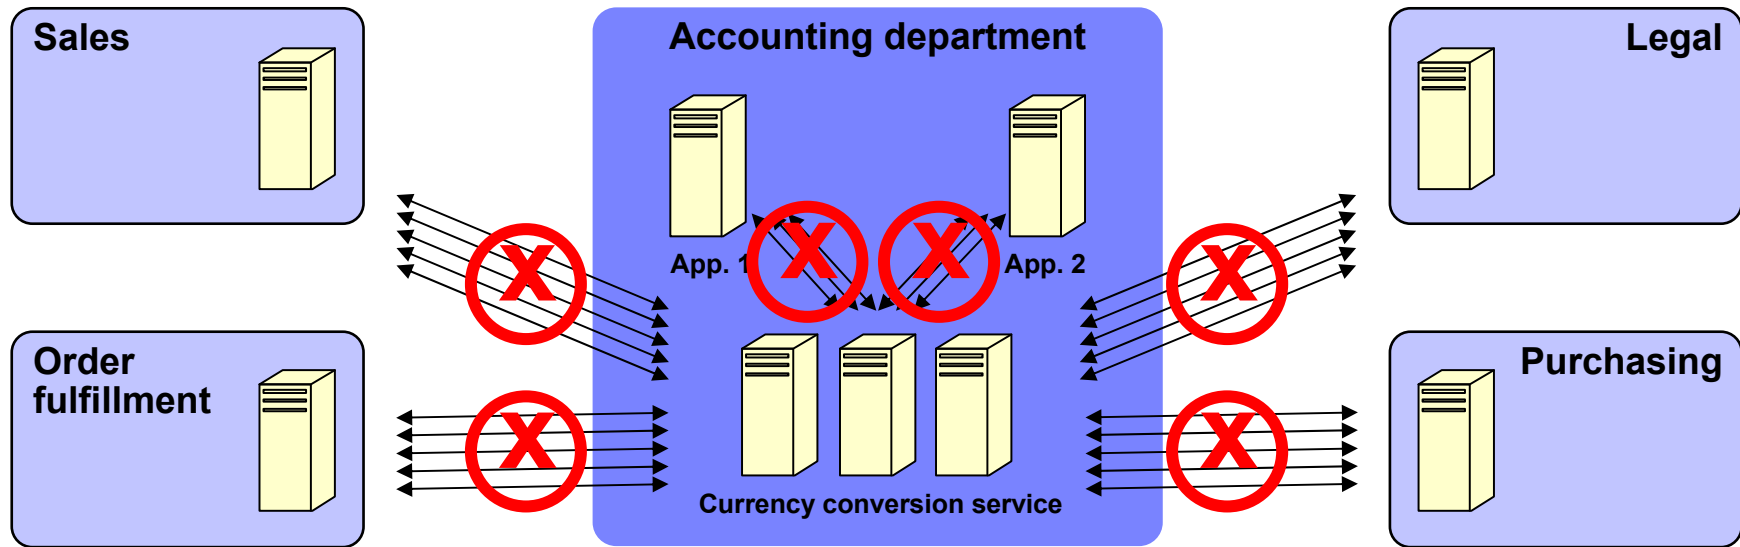 Sales
Accounting department
Legal
App. 1
App. 2
X
X
X
X
Order
fulfillment
Purchasing
X
X
Currency conversion service